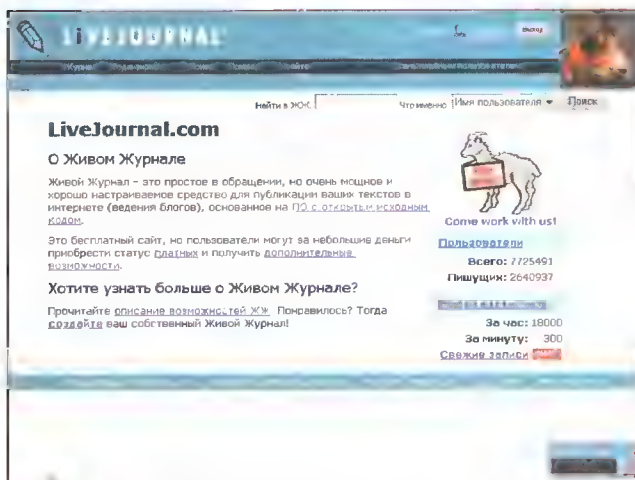 LIVEJOURNAL
Найти в ЖЖ: Что именно Имя пользователя Поиск
LiveJournal.com
О Живом Журнале
Живой Журнал – это простое в обращении, но очень мощное и
хорошо настраиваемое средство для публикации ваших текстов в
интернете (ведения блогов), основанное на ПО с открытым исходным
кодом.
Это бесплатный сайт, но пользователи могут за небольшие деньги
приобрести статус платных и получить дополнительные
возможности.
Хотите узнать больше о Живом Журнале?
Прочитайте описание возможностей ЖЖ. Понравилось? Тогда
создайте ваш собственный Живой Журнал!
Come work with us!
Пользователи
Всего: 7725491
Пишущих: 2640937
За час: 18000
За минуту: 300
Свежие записи